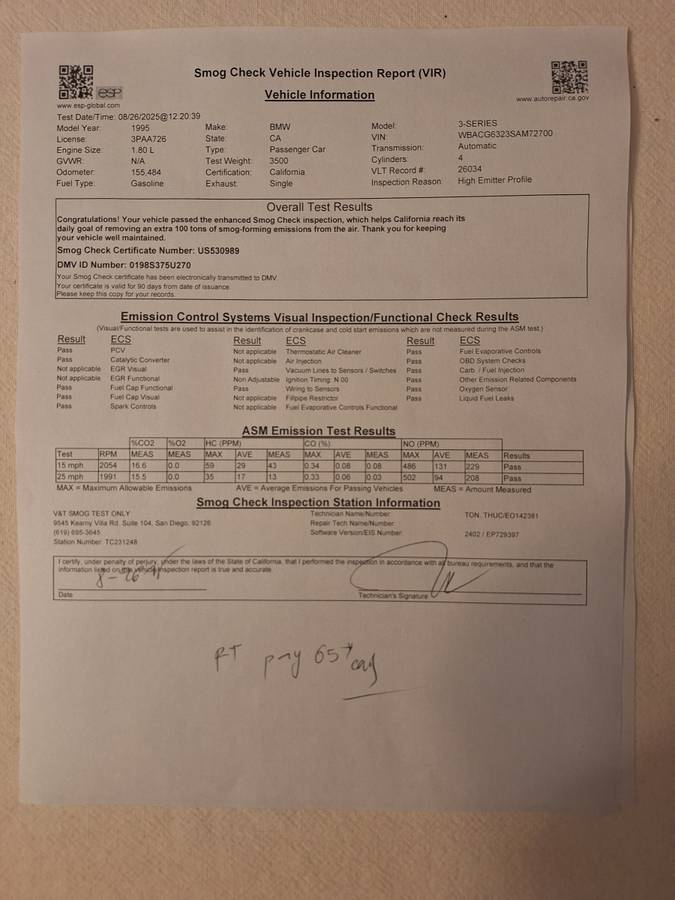 Smog Check Vehicle Inspection Report (VIR)
esp
www.esp-global.com
Vehicle Information
www.autorepair.ca.gov
Test Date/Time: 08/26/2025@12:20:39
Model Year: 1995 Make: BMW Model: 3-SERIES
License: 3PAA726 State: CA VIN: WBACG6323SAM72700
Engine Size: 1.80 L Type: Passenger Car Transmission: Automatic
GVWR: N/A Test Weight: 3500 Cylinders: 4
Odometer: 155,484 Certification: California VLT Record #: 26034
Fuel Type: Gasoline Exhaust: Single Inspection Reason: High Emitter Profile
Overall Test Results
Congratulations! Your vehicle passed the enhanced Smog Check inspection, which helps California reach its
daily goal of removing an extra 100 tons of smog-forming emissions from the air. Thank you for keeping
your vehicle well maintained.
Smog Check Certificate Number: US530989
DMV ID Number: 0198S375U270
Your Smog Check certificate has been electronically transmitted to DMV.
Your certificate is valid for 90 days from date of issuance.
Please keep this copy for your records.
Emission Control Systems Visual Inspection/Functional Check Results
(Visual/Functional tests are used to assist in the identification of crankcase and cold start emissions which are not measured during the ASM test.)
Result ECS Result ECS Result ECS
Pass PCV Not applicable Thermostatic Air Cleaner Pass Fuel Evaporative Controls
Pass Catalytic Converter Not applicable Air Injection Pass OBD System Checks
Not applicable EGR Visual Pass Vacuum Lines to Sensors / Switches Pass Carb. / Fuel Injection
Not applicable EGR Functional Non Adjustable Ignition Timing: N 00 Pass Other Emission Related Components
Pass Fuel Cap Functional Pass Wiring to Sensors Pass Oxygen Sensor
Pass Fuel Cap Visual Not applicable Fillpipe Restrictor Pass Liquid Fuel Leaks
Pass Spark Controls Not applicable Fuel Evaporative Controls Functional
ASM Emission Test Results
%CO2 %O2 HC (PPM) CO (%) NO (PPM)
Test RPM MEAS MEAS MAX AVE MEAS MAX AVE MEAS MAX AVE MEAS Results
15 mph 2054 16.6 0.0 59 29 43 0.34 0.08 0.08 486 131 229 Pass
25 mph 1991 15.5 0.0 35 17 13 0.33 0.06 0.03 502 94 208 Pass
MAX = Maximum Allowable Emissions AVE = Average Emissions For Passing Vehicles MEAS = Amount Measured
Smog Check Inspection Station Information
V&T SMOG TEST ONLY Technician Name/Number: TON, THUC/EO142381
9545 Kearny Villa Rd. Suite 104, San Diego, 92126 Repair Tech Name/Number:
(619) 695-3645 Software Version/EIS Number: 2402 / EP729397
Station Number: TC231248
I certify, under penalty of perjury, under the laws of the State of California, that I performed the inspection in accordance with all bureau requirements, and that the
information listed on this vehicle inspection report is true and accurate.
8-26
Date Technician's Signature
pay 65